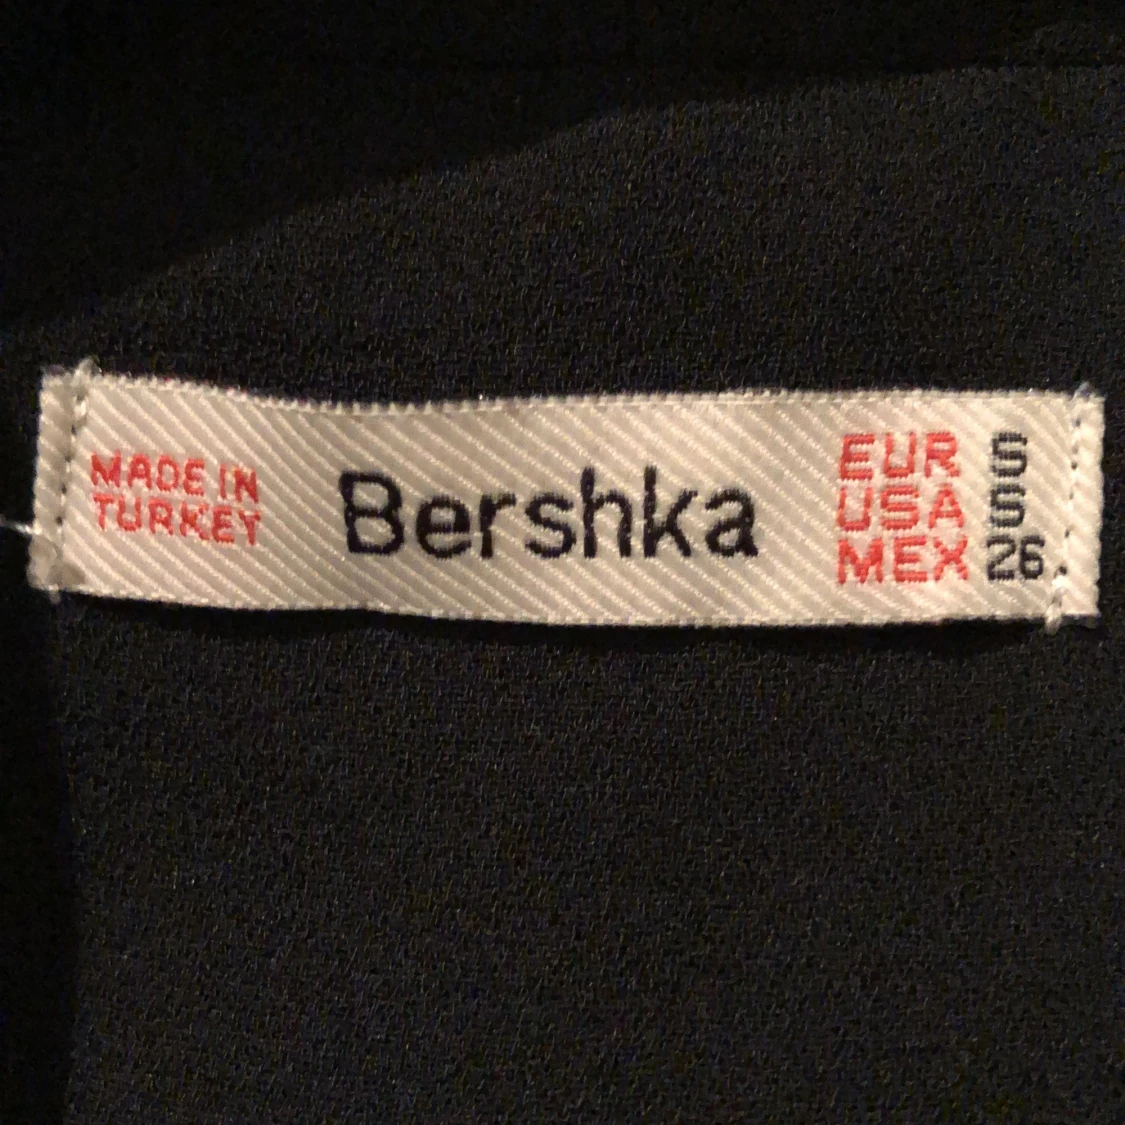 MADE IN
TURKEY
Bershka
EUR S
USA S
MEX 26